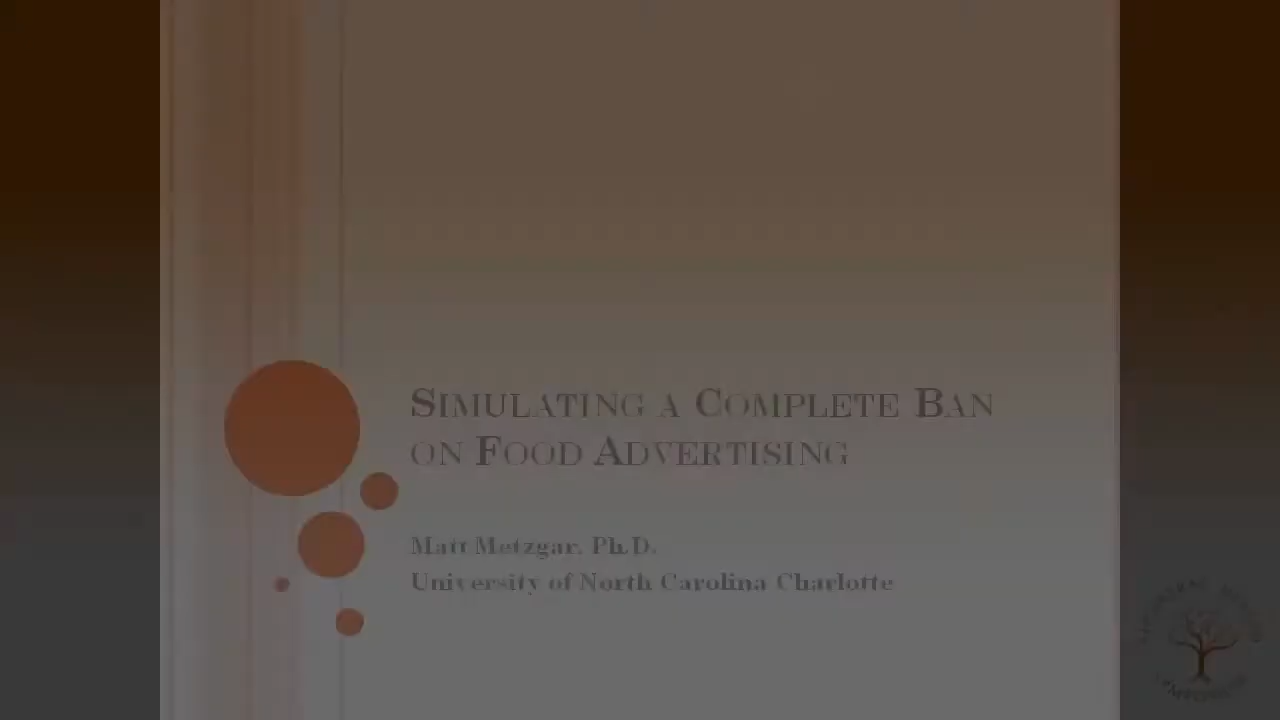 SIMULATING A COMPLETE BAN
ON FOOD ADVERTISING
Matt Metzgar, Ph.D.
University of North Carolina Charlotte